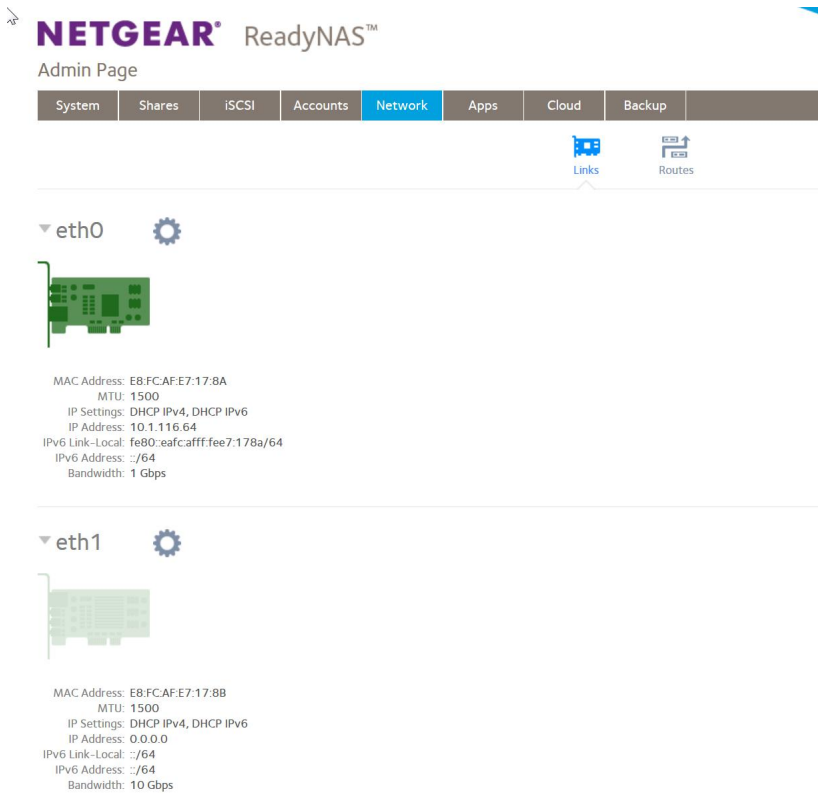 NETGEAR® ReadyNAS™
Admin Page
System Shares iSCSI Accounts Network Apps Cloud Backup
Links Routes
eth0
MAC Address: E8:FC:AF:E7:17:8A
MTU: 1500
IP Settings: DHCP IPv4, DHCP IPv6
IP Address: 10.1.116.64
IPv6 Link-Local: fe80::eafc:afff:fee7:178a/64
IPv6 Address: ::/64
Bandwidth: 1 Gbps
eth1
MAC Address: E8:FC:AF:E7:17:8B
MTU: 1500
IP Settings: DHCP IPv4, DHCP IPv6
IP Address: 0.0.0.0
IPv6 Link-Local: ::/64
IPv6 Address: ::/64
Bandwidth: 10 Gbps